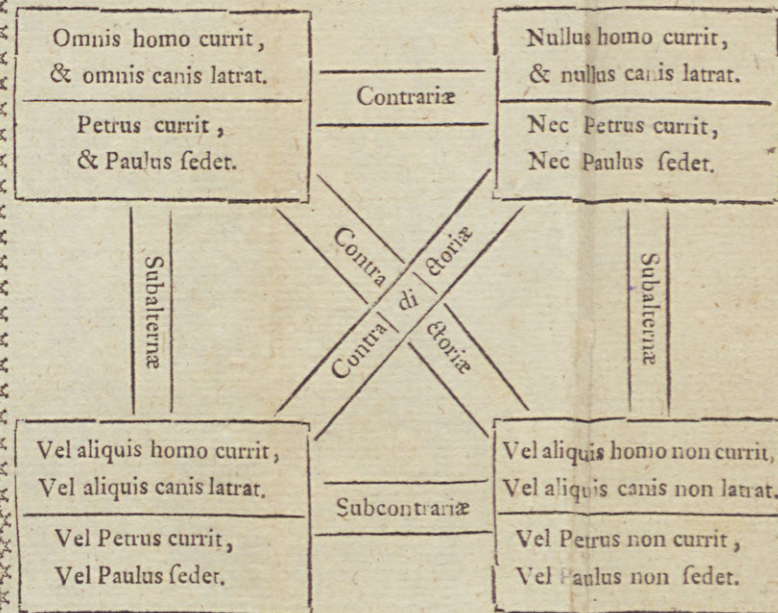 Omnis homo currit,
& omnis canis latrat.
Petrus currit,
& Paulus ſedet.
Contrariæ
Nullus homo currit,
& nullus canis latrat.
Nec Petrus currit,
Nec Paulus ſedet.
Subalternæ
Contra
di
ctoriæ
Contra
ctoriæ
Subalternæ
Vel aliquis homo currit,
Vel aliquis canis latrat.
Vel Petrus currit,
Vel Paulus ſedet.
Subcontrariæ
Vel aliquis homo non currit,
Vel aliquis canis non latrat.
Vel Petrus non currit,
Vel Paulus non ſedet.